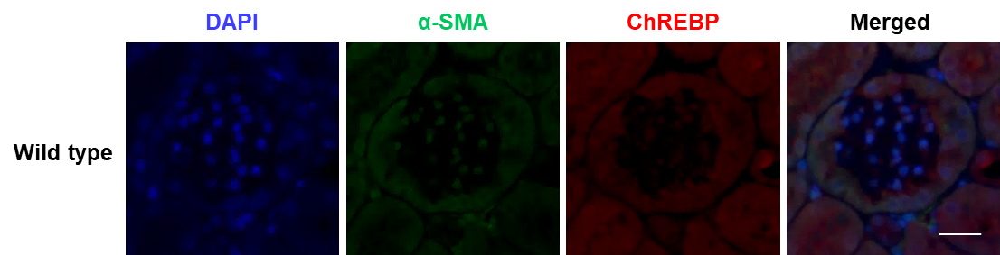 DAPI α-SMA ChREBP Merged
Wild type